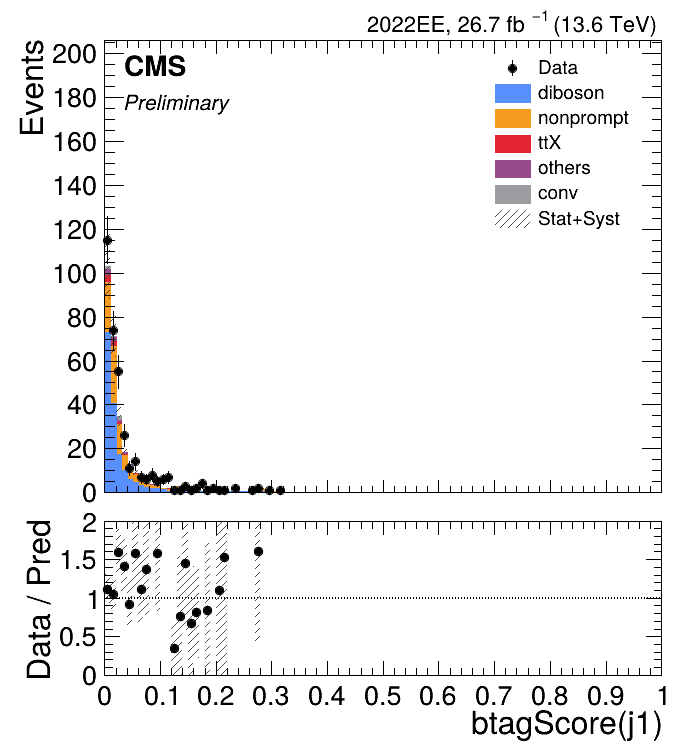 2022EE, 26.7 fb⁻¹ (13.6 TeV)
CMS
Preliminary
Events
200
180
160
140
120
100
80
60
40
20
0
Data
diboson
nonprompt
ttX
others
conv
Stat+Syst
Data / Pred
2
1.5
1
0.5
0
0 0.1 0.2 0.3 0.4 0.5 0.6 0.7 0.8 0.9 1
btagScore(j1)